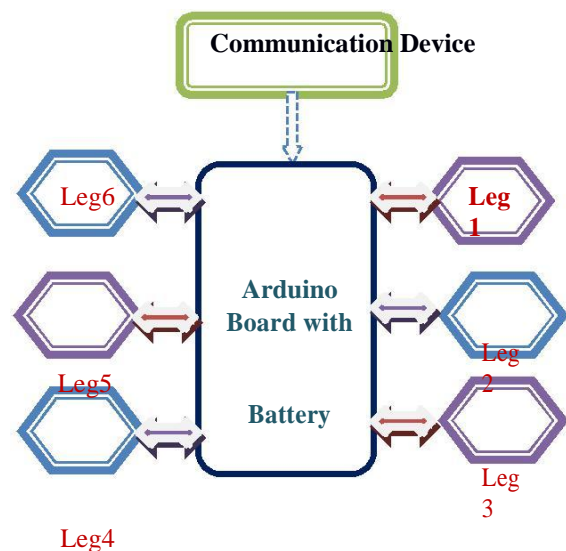 Communication Device
Leg6
Leg
1
Arduino
Board with
Leg
2
Leg5
Battery
Leg
3
Leg4